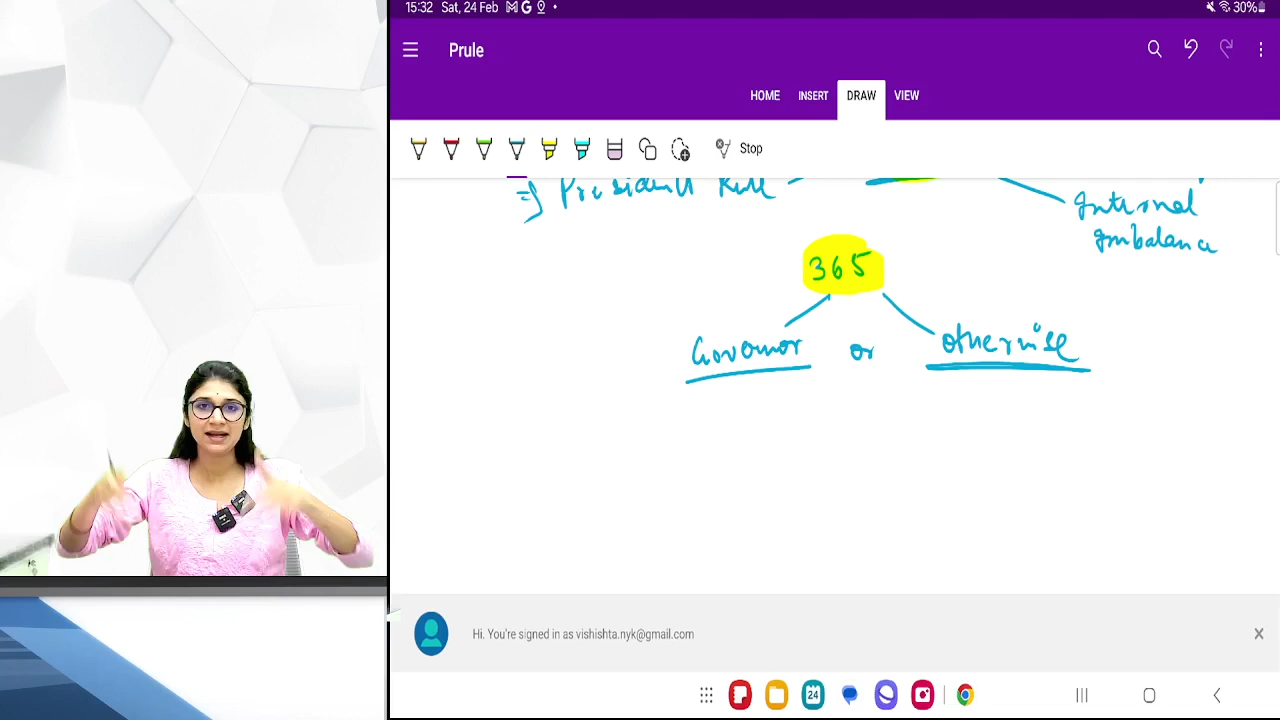 15:32 Sat, 24 Feb
30%
Prule
HOME INSERT DRAW VIEW
Stop
=) President Rule
Internal
Imbalance
365
Governor or otherwise
Hi. You're signed in as vishishta.nyk@gmail.com
24